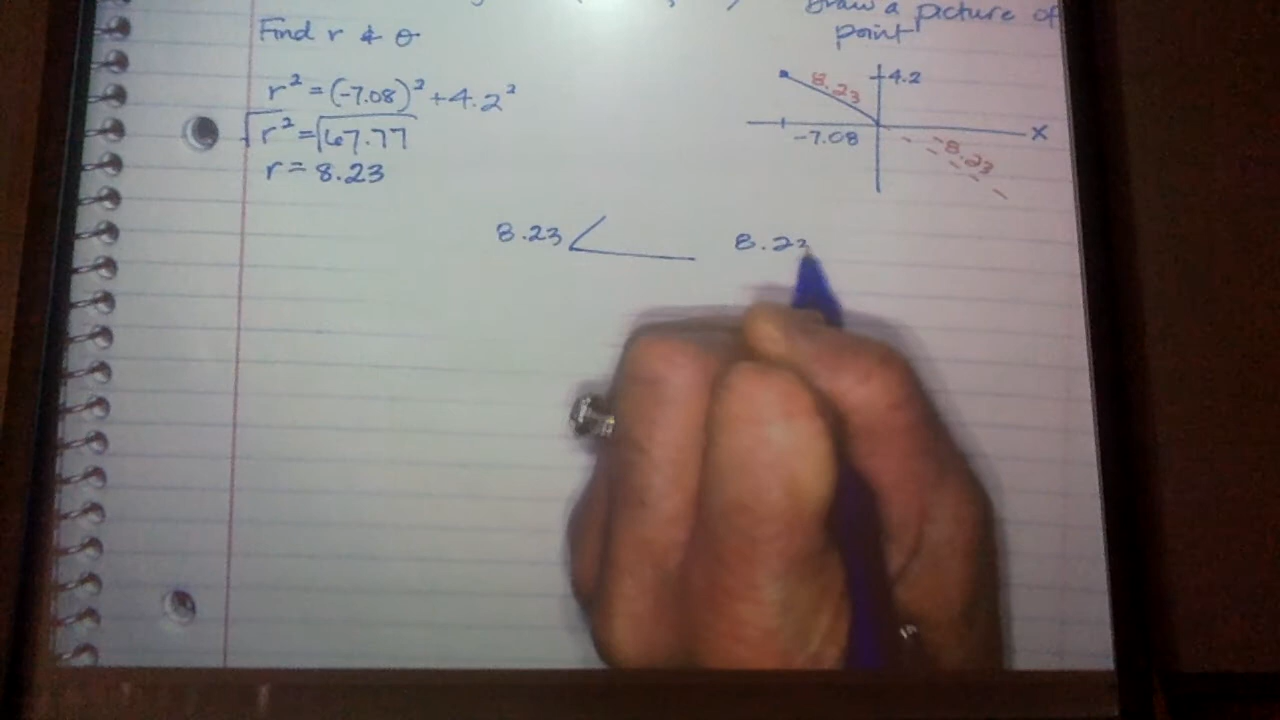 Draw a picture of
point
Find r & θ
r² = (-7.08)² + 4.2²
√r² = √67.77
r = 8.23
4.2
8.23
-7.08
x
-8.23
8.23∠
8.23